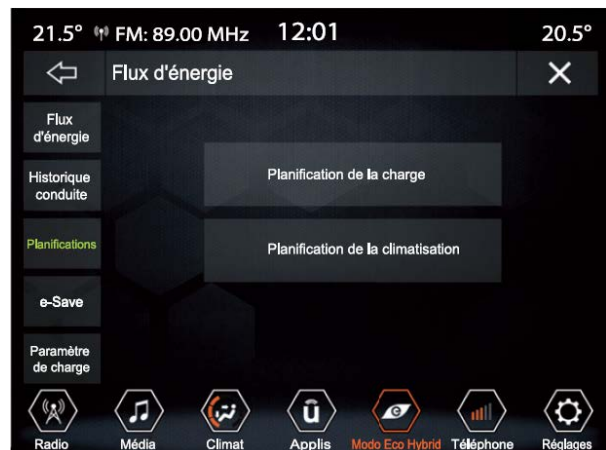 21.5° FM: 89.00 MHz 12:01 20.5°
Flux d'énergie
Flux
d'énergie
Historique
conduite
Planifications
e-Save
Paramètre
de charge
Planification de la charge
Planification de la climatisation
Radio Média Climat Applis Modo Eco Hybrid Téléphone Réglages